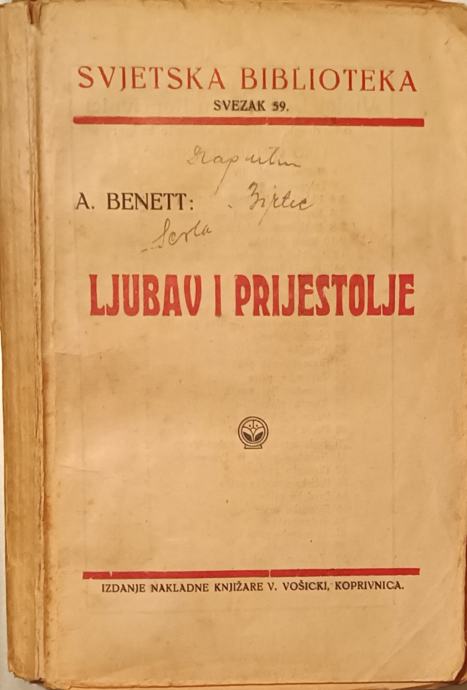 SVJETSKA BIBLIOTEKA
SVEZAK 59.
A. BENETT:
LJUBAV I PRIJESTOLJE
IZDANJE NAKLADNE KNJIŽARE V. VOŠICKI, KOPRIVNICA.